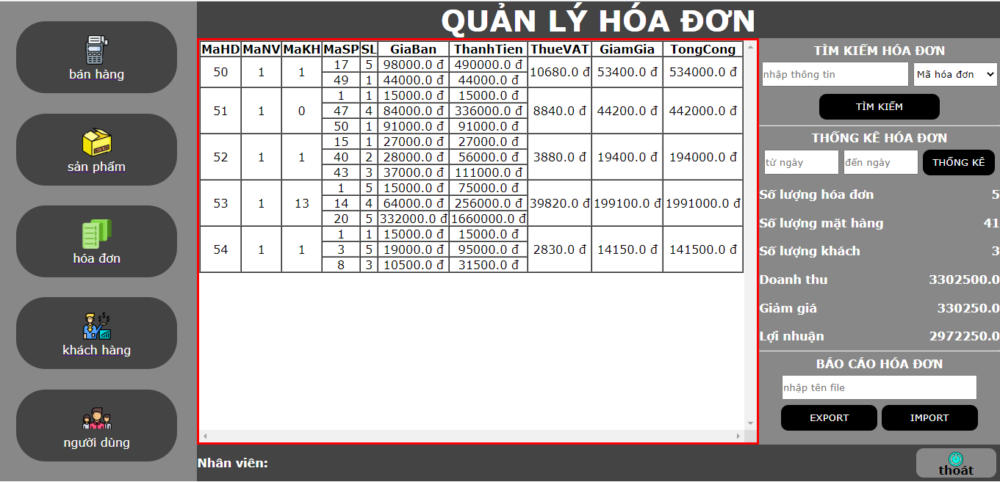 QUẢN LÝ HÓA ĐƠN
bán hàng
sản phẩm
hóa đơn
khách hàng
người dùng
MaHD MaNV MaKH MaSP SL GiaBan ThanhTien ThueVAT GiamGia TongCong
50 1 1 17 5 98000.0 đ 490000.0 đ 10680.0 đ 53400.0 đ 534000.0 đ
49 1 44000.0 đ 44000.0 đ
51 1 0 1 1 15000.0 đ 15000.0 đ 8840.0 đ 44200.0 đ 442000.0 đ
47 4 84000.0 đ 336000.0 đ
50 1 91000.0 đ 91000.0 đ
52 1 1 15 1 27000.0 đ 27000.0 đ 3880.0 đ 19400.0 đ 194000.0 đ
40 2 28000.0 đ 56000.0 đ
43 3 37000.0 đ 111000.0 đ
53 1 13 1 5 15000.0 đ 75000.0 đ 39820.0 đ 199100.0 đ 1991000.0 đ
14 4 64000.0 đ 256000.0 đ
20 5 332000.0 đ 1660000.0 đ
54 1 1 1 1 15000.0 đ 15000.0 đ 2830.0 đ 14150.0 đ 141500.0 đ
3 5 19000.0 đ 95000.0 đ
8 3 10500.0 đ 31500.0 đ
TÌM KIẾM HÓA ĐƠN
nhập thông tin Mã hóa đơn
TÌM KIẾM
THỐNG KÊ HÓA ĐƠN
từ ngày đến ngày THỐNG KÊ
Số lượng hóa đơn 5
Số lượng mặt hàng 41
Số lượng khách 3
Doanh thu 3302500.0
Giảm giá 330250.0
Lợi nhuận 2972250.0
BÁO CÁO HÓA ĐƠN
nhập tên file
EXPORT IMPORT
Nhân viên:
thoát